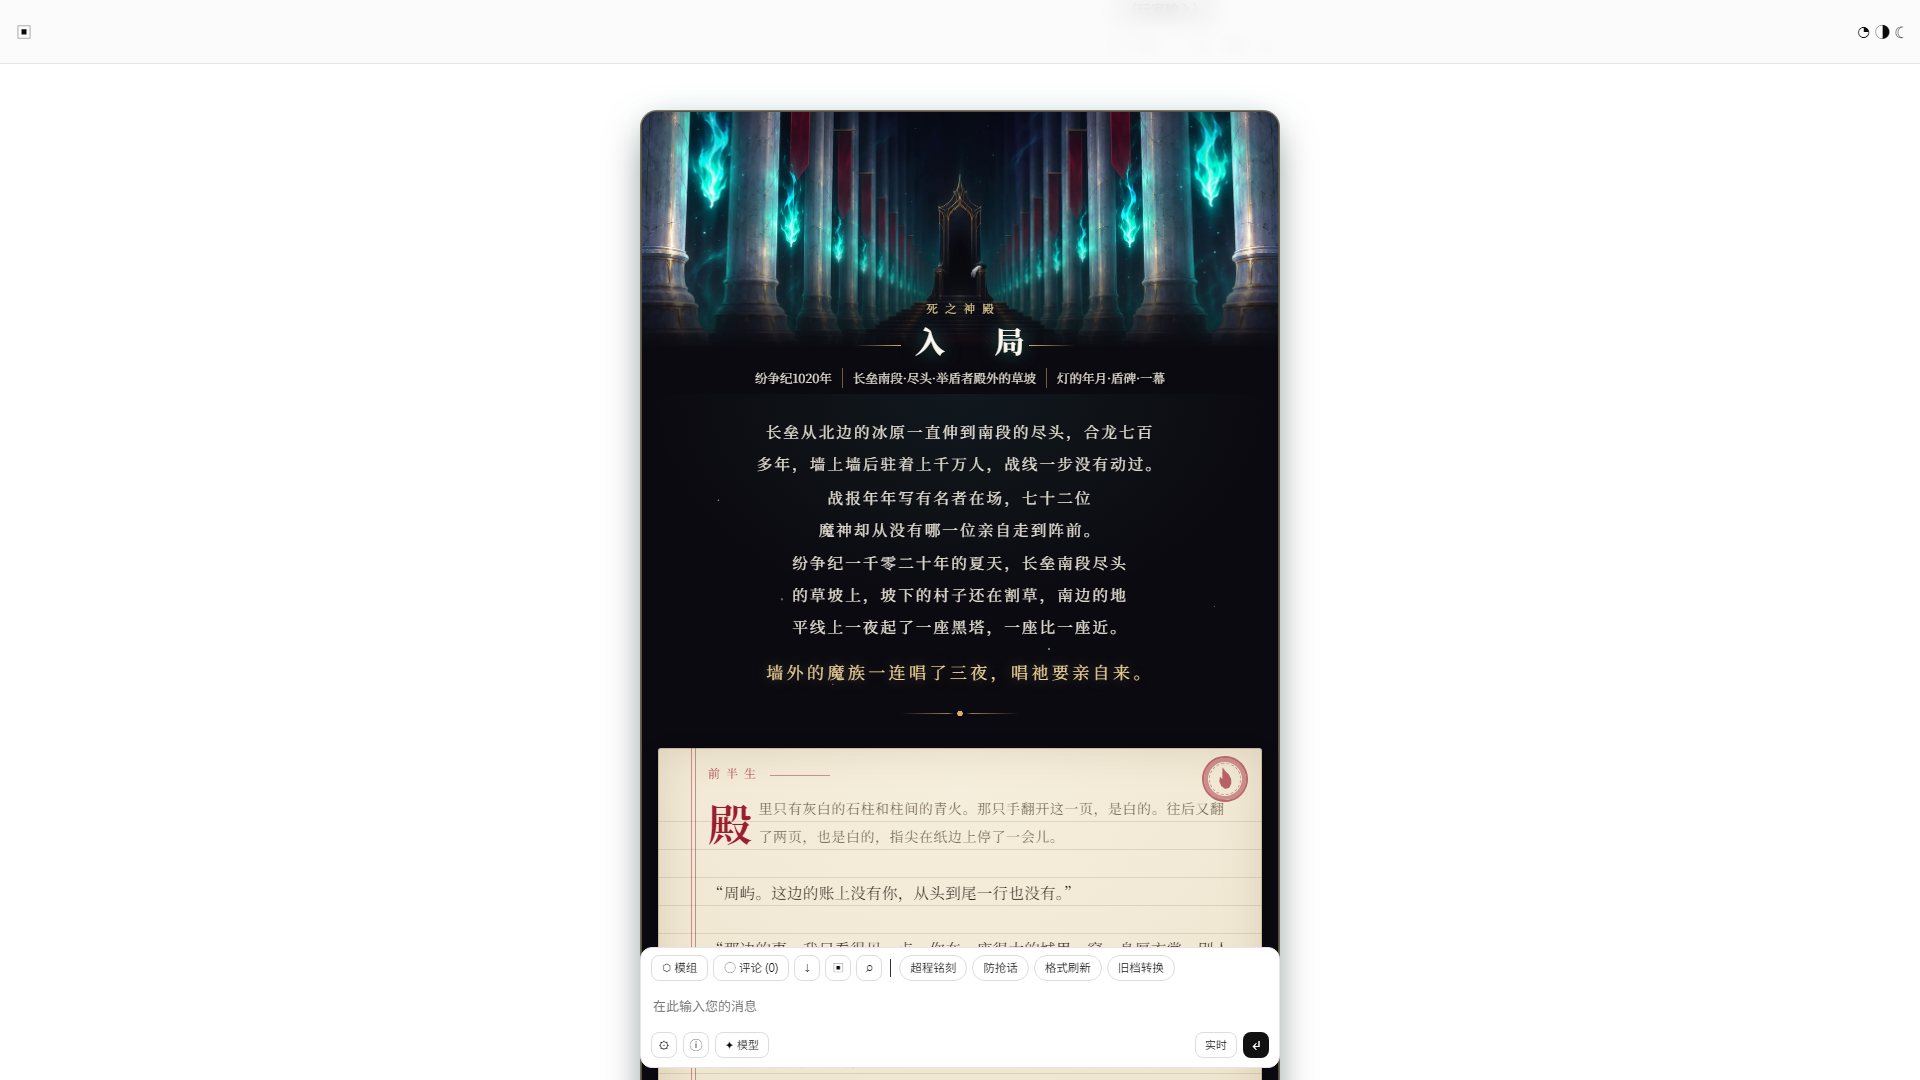 死之神殿
入 局
纷争纪1020年 长垒南段·尽头·举盾者殿外的草坡 灯的年月·盾碑·一幕
长垒从北边的冰原一直伸到南段的尽头，合龙七百
多年，墙上墙后驻着上千万人，战线一步没有动过。
战报年年写有名者在场，七十二位
魔神却从没有哪一位亲自走到阵前。
纷争纪一千零二十年的夏天，长垒南段尽头
的草坡上，坡下的村子还在割草，南边的地
平线上一夜起了一座黑塔，一座比一座近。
墙外的魔族一连唱了三夜，唱祂要亲自来。
前半生
殿里只有灰白的石柱和柱间的青火。那只手翻开这一页，是白的。往后又翻
了两页，也是白的，指尖在纸边上停了一会儿。
“周屿。这边的账上没有你，从头到尾一行也没有。”
模组 评论 (0) 超程铭刻 防抢话 格式刷新 旧档转换
在此输入您的消息
模型 实时